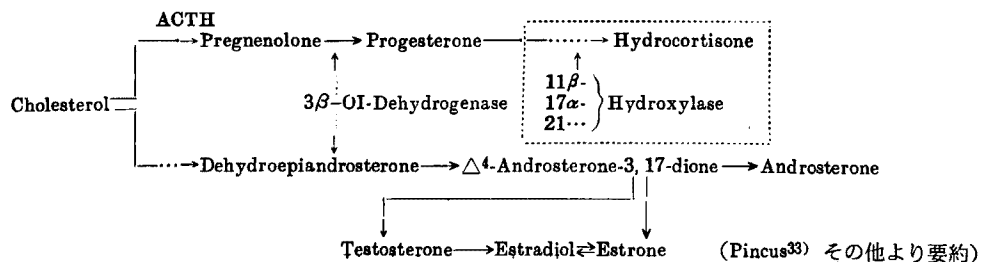 ACTH
Pregnenolone Progesterone Hydrocortisone
11β-
Cholesterol 3β-OI-Dehydrogenase 17α- Hydroxylase
21…
Dehydroepiandrosterone △⁴-Androsterone-3, 17-dione Androsterone
Testosterone Estradiol⇄Estrone (Pincus³³⁾ その他より要約)